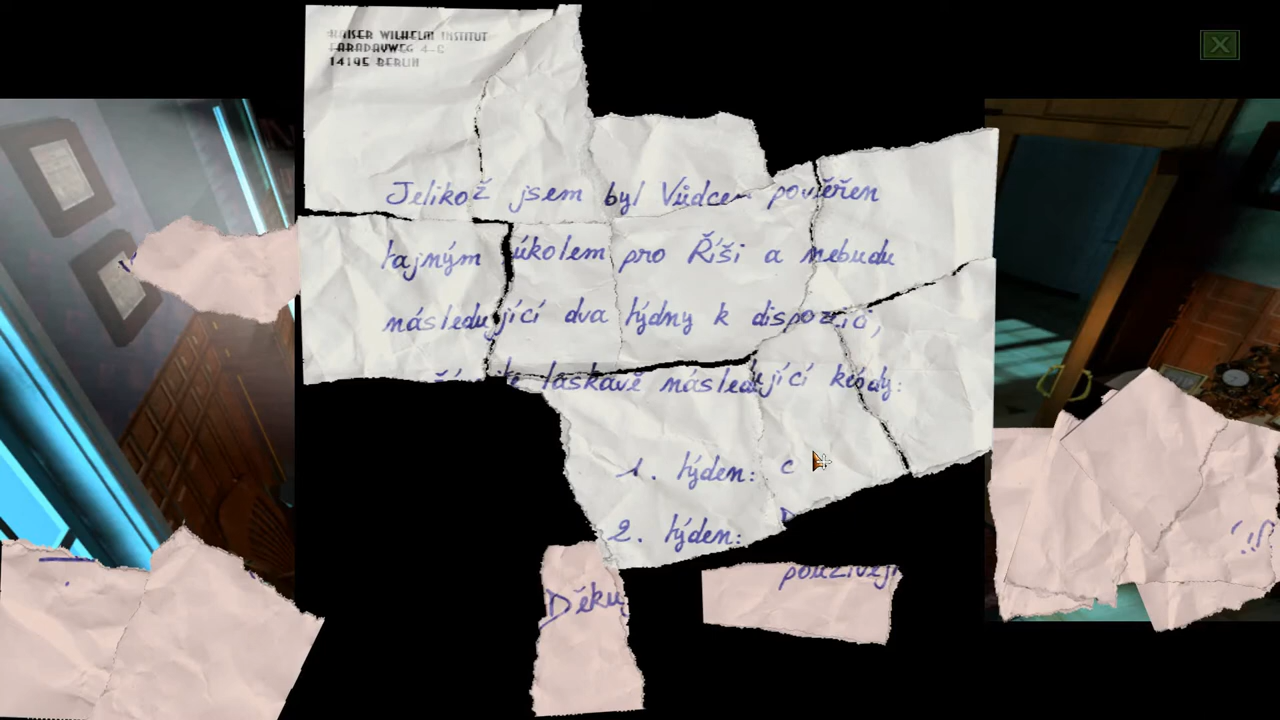 KAISER WILHELM INSTITUT
FARADAYWEG 4-6
14195 BERLIN
Jelikož jsem byl Vůdcem pověřen
tajným úkolem pro Říši a nebudu
následující dva týdny k dispozici,
laskavě následující kódy:
1. týden: C
2. týden:
používej
Děku